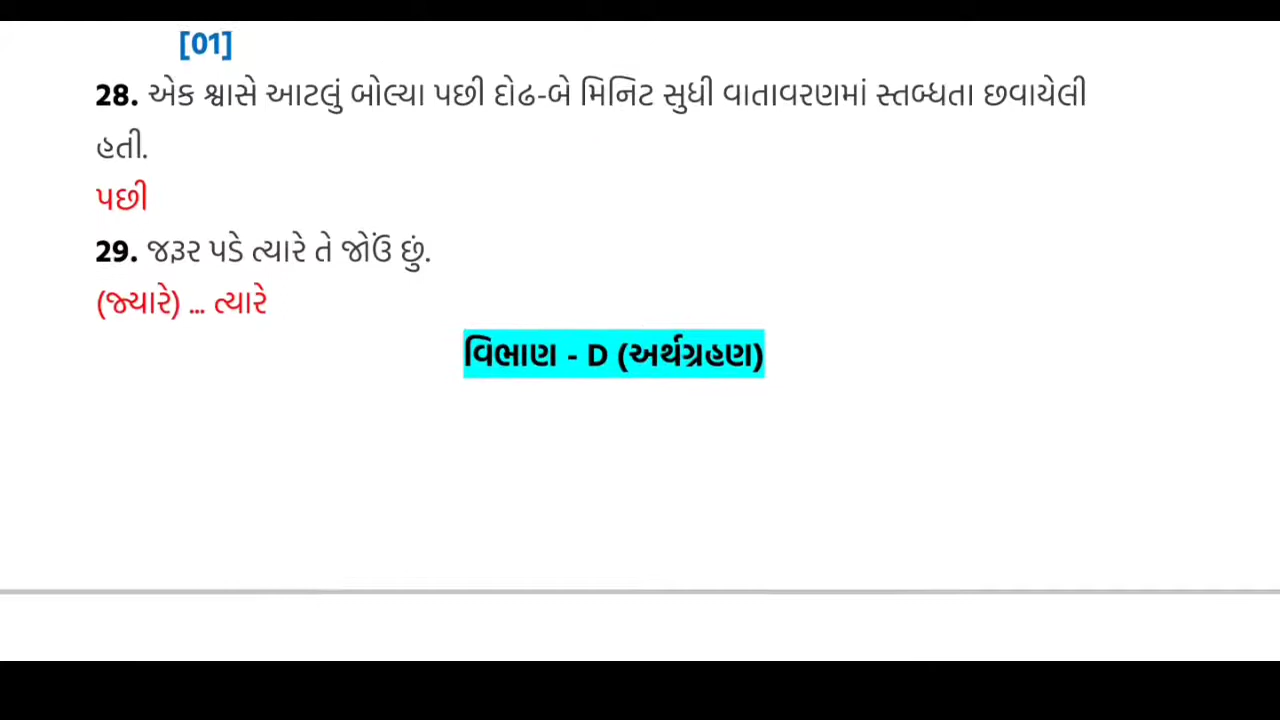 [01]
28. એક શ્વાસે આટલું બોલ્યા પછી દોઢ-બે મિનિટ સુધી વાતાવરણમાં સ્તબ્ધતા છવાયેલી
હતી.
પછી
29. જરૂર પડે ત્યારે તે જોઉં છું.
(જ્યારે) ... ત્યારે
વિભાણ - D (અર્થગ્રહણ)